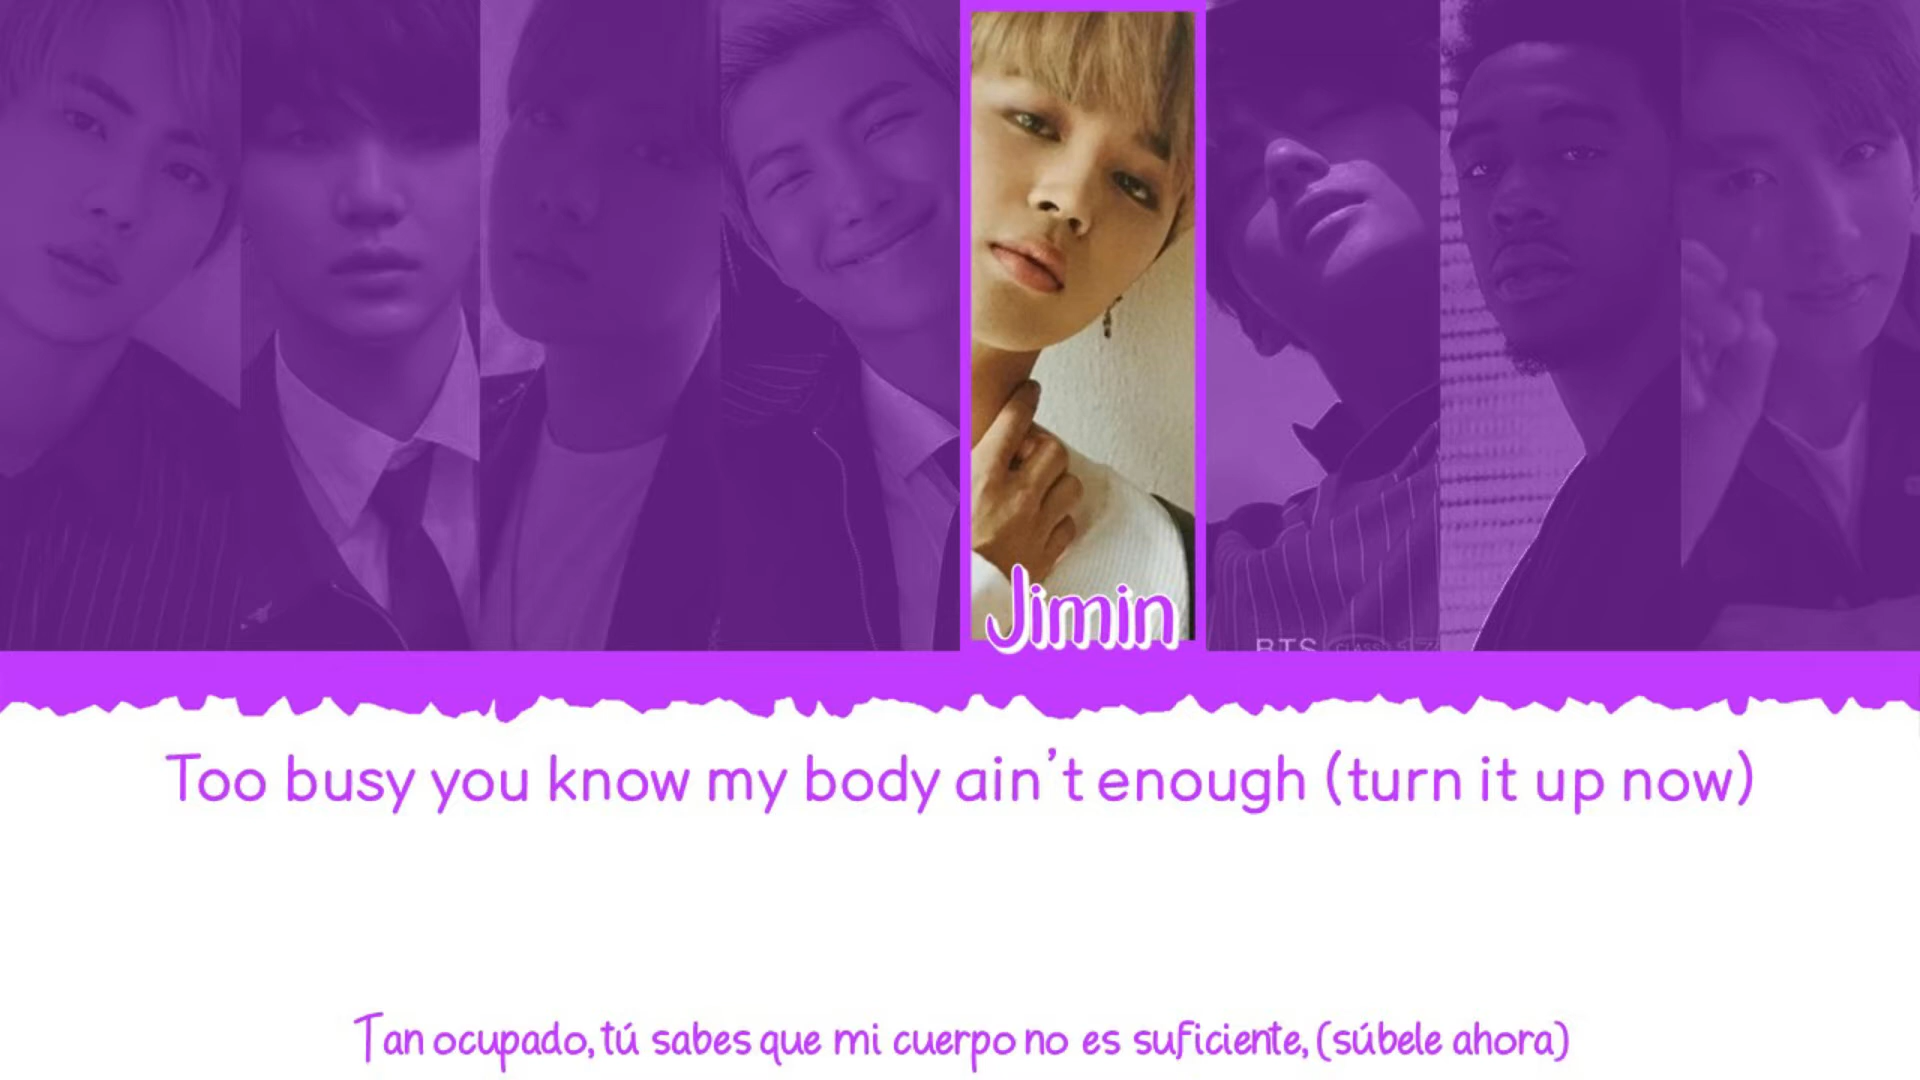 Jimin
BTS
Too busy you know my body ain't enough (turn it up now)
Tan ocupado, tú sabes que mi cuerpo no es suficiente, (súbele ahora)